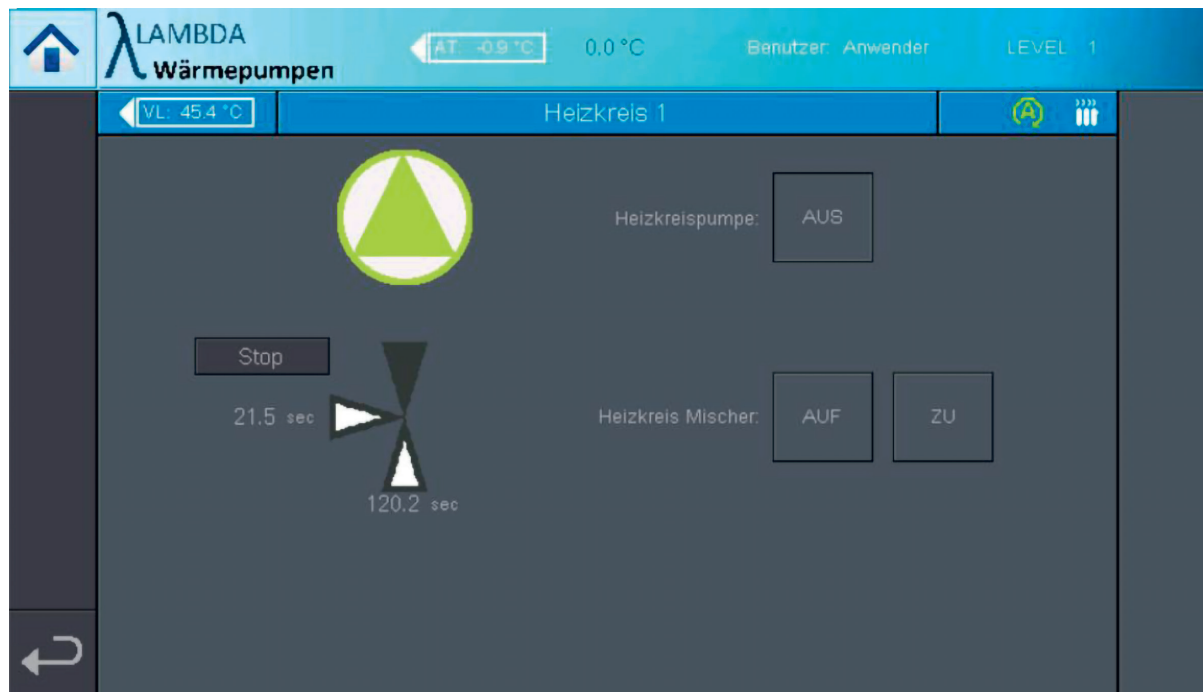 λ LAMBDA
Wärmepumpen
AT: -0.9 °C
0.0 °C
Benutzer: Anwender
LEVEL 1
VL: 45.4 °C
Heizkreis 1
A
Heizkreispumpe:
AUS
Stop
21.5 sec
Heizkreis Mischer:
AUF
ZU
120.2 sec